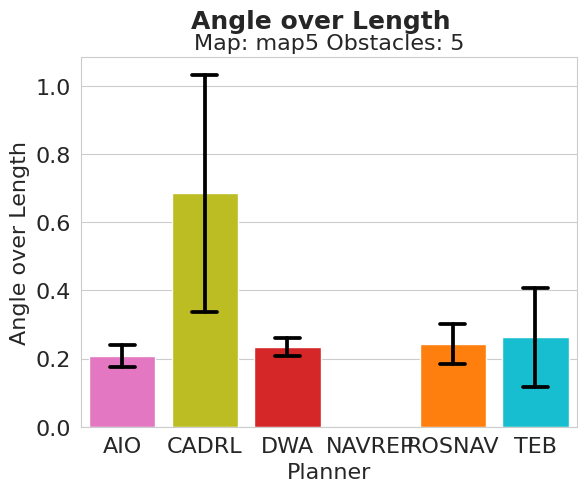 Angle over Length
Map: map5 Obstacles: 5
Angle over Length
1.0
0.8
0.6
0.4
0.2
0.0
AIO CADRL DWA NAVREP ROSNAV TEB
Planner